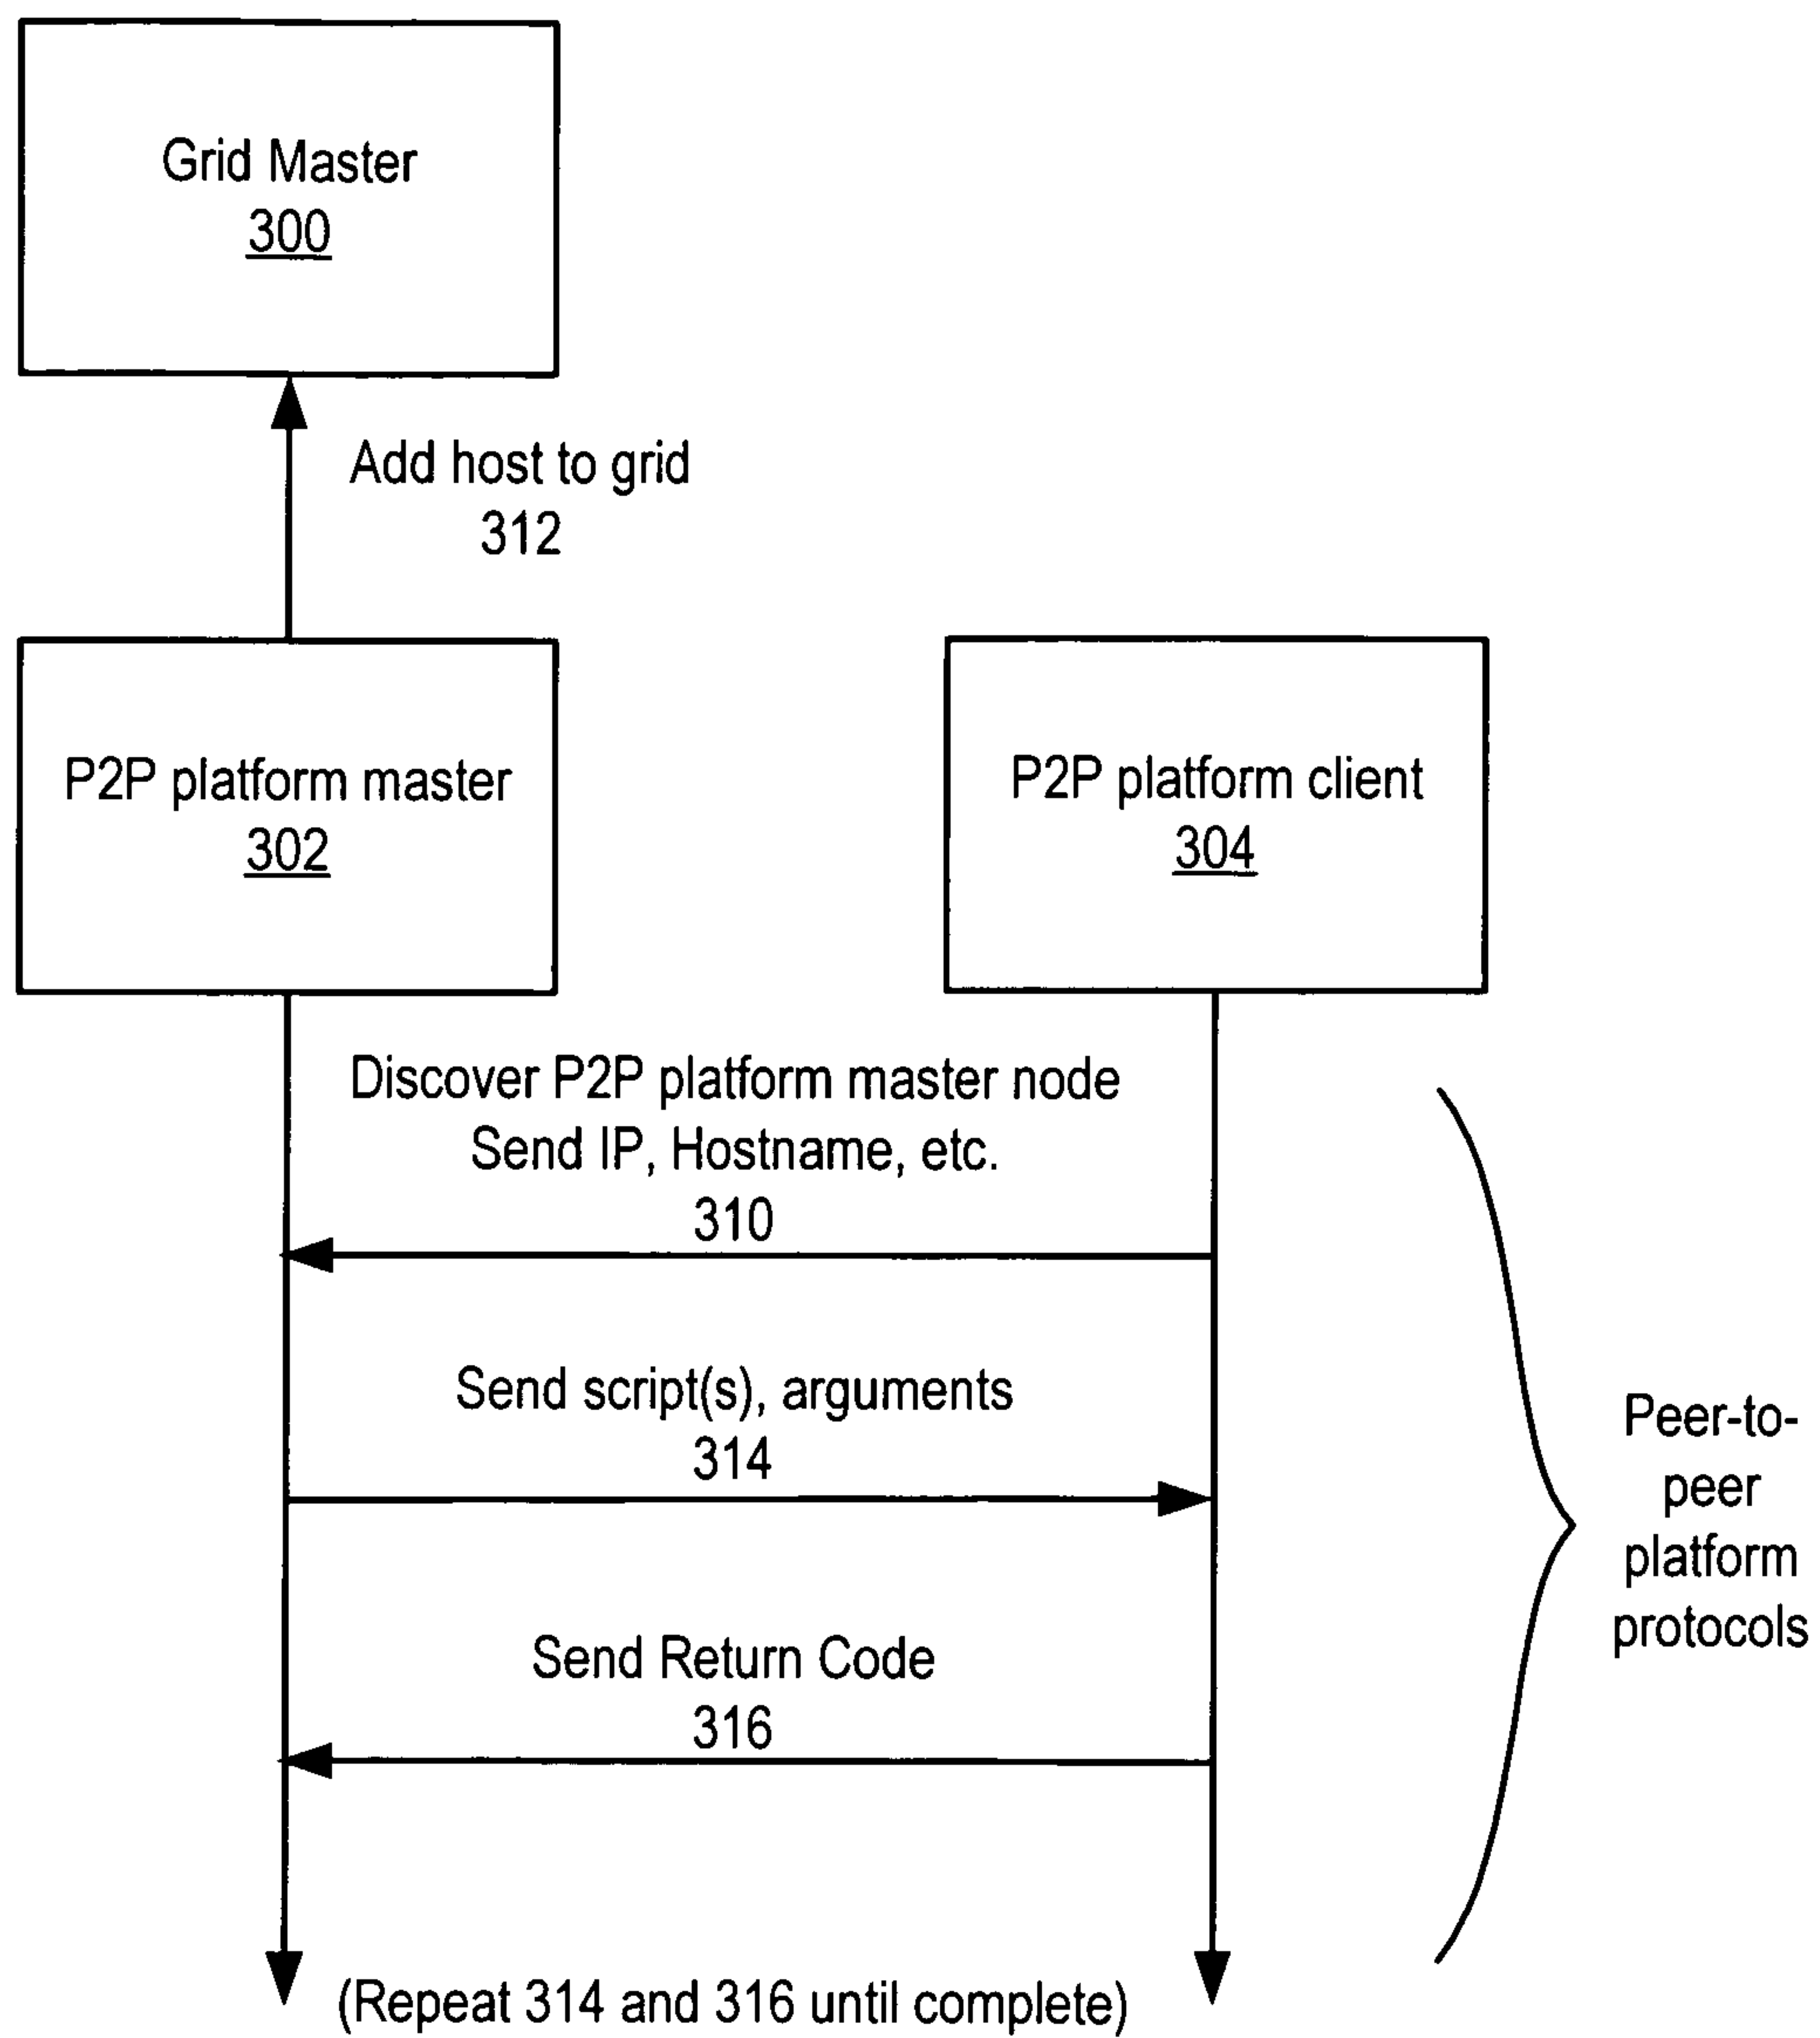 Grid Master
300
Add host to grid
312
P2P platform master
302
P2P platform client
304
Discover P2P platform master node
Send IP, Hostname, etc.
310
Send script(s), arguments
314
Send Return Code
316
(Repeat 314 and 316 until complete)
Peer-to-
peer
platform
protocols